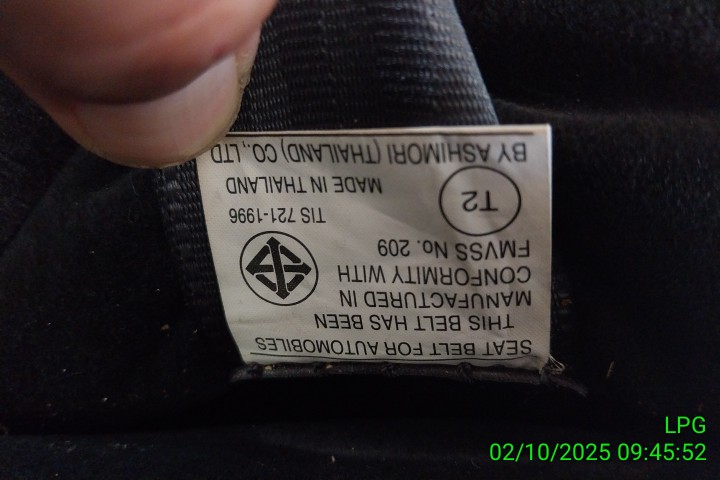 SEAT BELT FOR AUTOMOBILES
THIS BELT HAS BEEN
MANUFACTURED IN
CONFORMITY WITH
FMVSS No. 209
TIS 721-1996
T2
MADE IN THAILAND
BY ASHIMORI (THAILAND) CO., LTD
LPG
02/10/2025 09:45:52